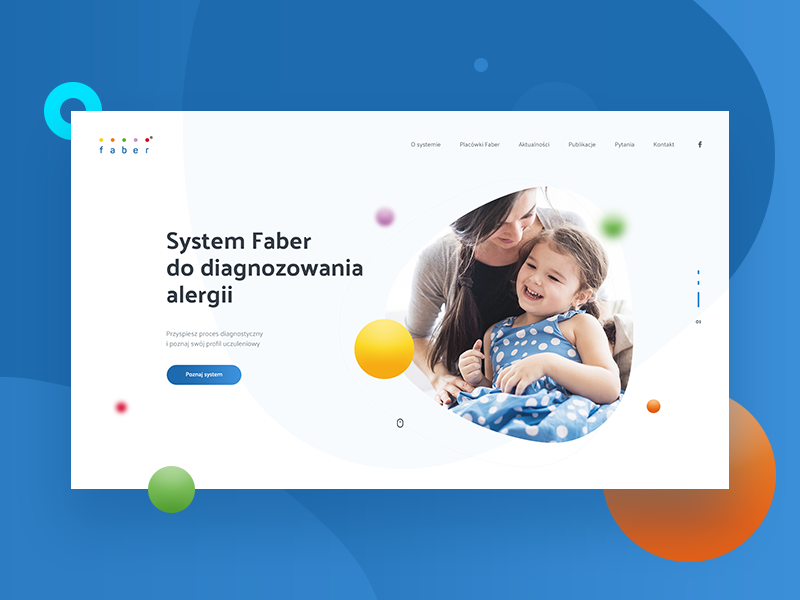 faber
O systemie Placówki Faber Aktualności Publikacje Pytania Kontakt f
System Faber
do diagnozowania
alergii
Przyspiesz proces diagnostyczny
i poznaj swój profil uczuleniowy
Poznaj system
01